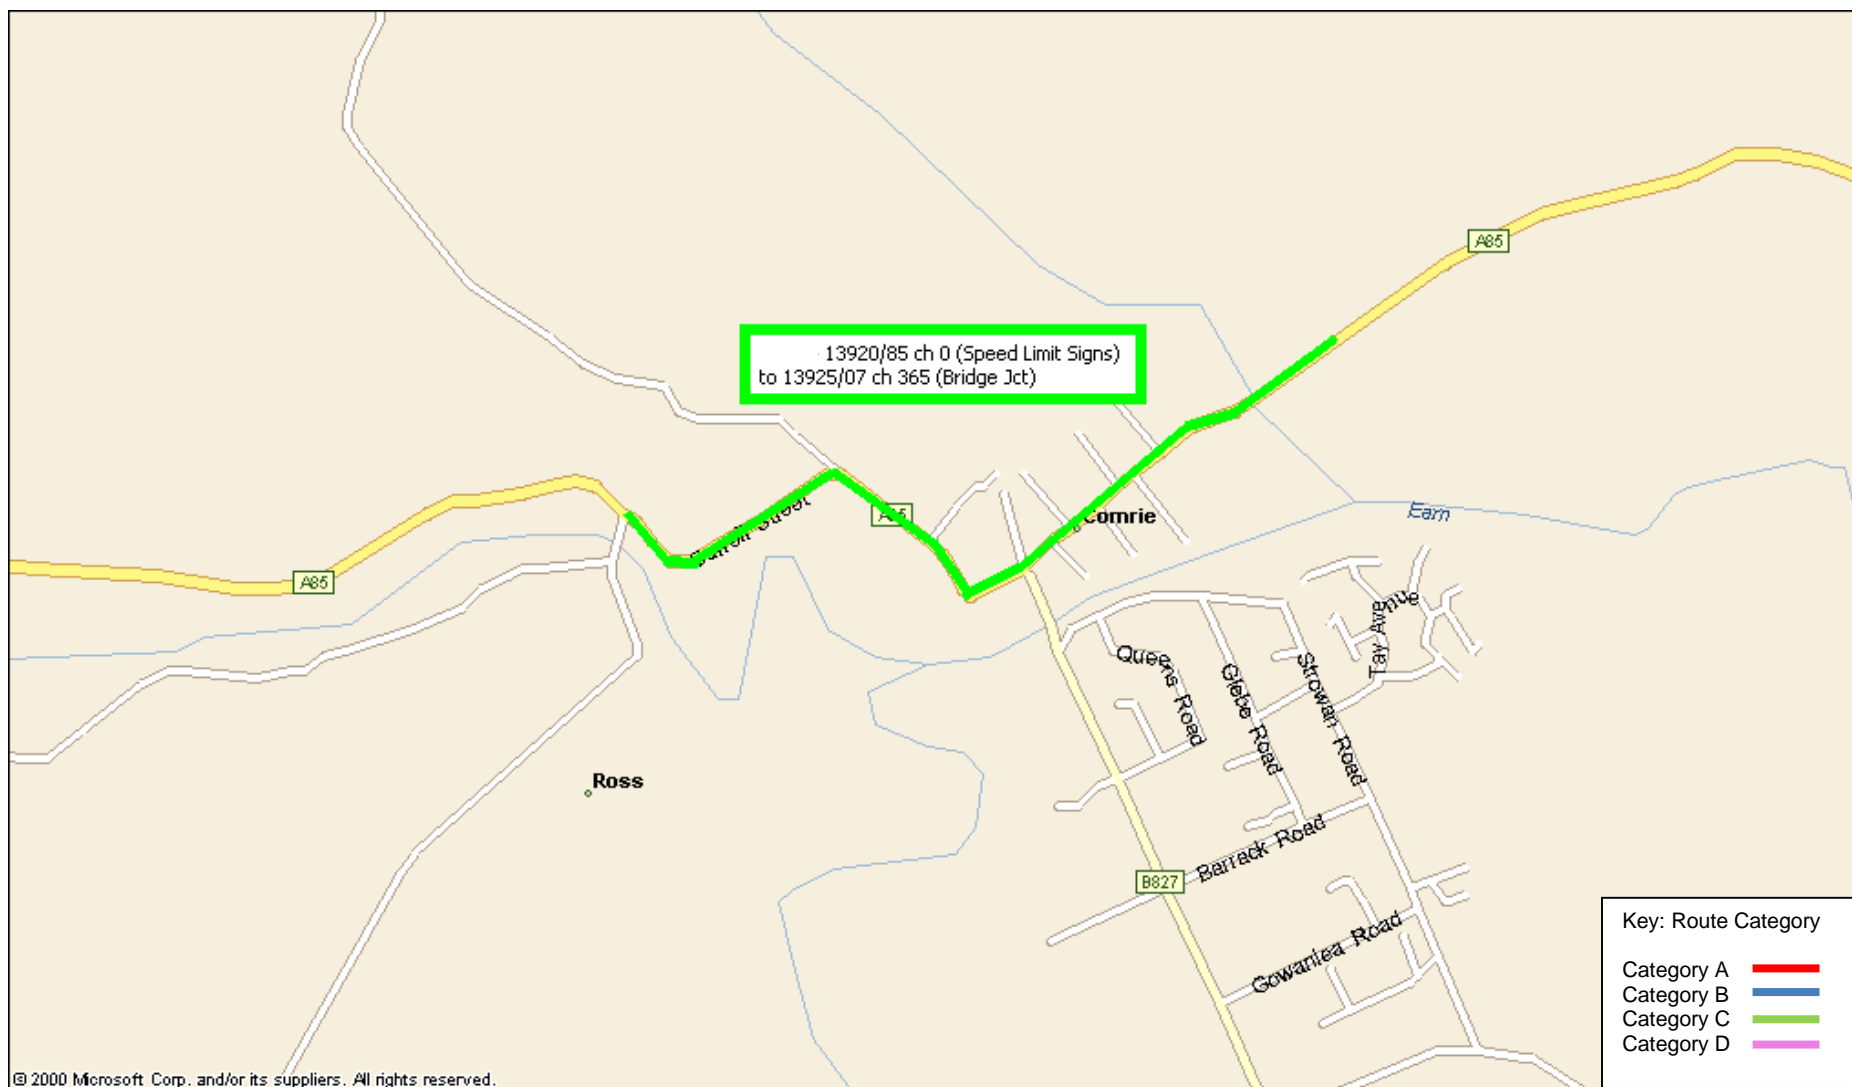 A85
13920/85 ch 0 (Speed Limit Signs)
to 13925/07 ch 365 (Bridge Jct)
Street
Comrie
Earn
A85
Tay Avenue
Queens Road
Glebe Road
Strowan Road
Ross
Barrack Road
B827
Gowanlea Road
Key: Route Category
Category A
Category B
Category C
Category D
© 2000 Microsoft Corp. and/or its suppliers. All rights reserved.